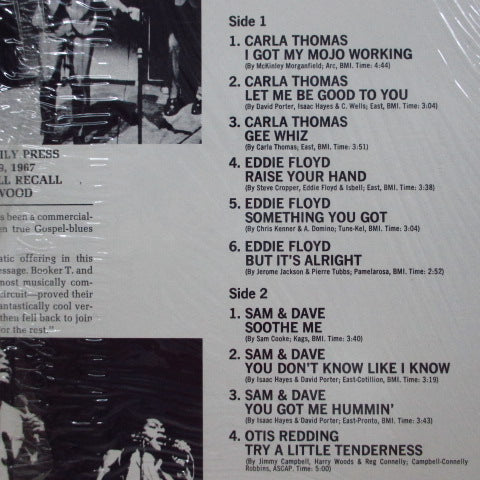 ILY PRESS
, 1967
LL RECALL
WOOD
s been a commercial-
en true Gospel-blues
atic offering in this
essage. Booker T. and
most musically com-
circuit—proved their
antastically cool ver-
then fell back to join
or the rest."
Side 1
1. CARLA THOMAS
I GOT MY MOJO WORKING
(By McKinley Morganfield; Arc, BMI. Time: 4:44)
2. CARLA THOMAS
LET ME BE GOOD TO YOU
(By David Porter, Isaac Hayes & C. Wells; East, BMI. Time: 3:04)
3. CARLA THOMAS
GEE WHIZ
(By Carla Thomas; East, BMI. Time: 3:51)
4. EDDIE FLOYD
RAISE YOUR HAND
(By Steve Cropper, Eddie Floyd & Isbell; East, BMI. Time: 3:38)
5. EDDIE FLOYD
SOMETHING YOU GOT
(By Chris Kenner & A. Domino; Tune-Kel, BMI. Time: 3:04)
6. EDDIE FLOYD
BUT IT'S ALRIGHT
(By Jerome Jackson & Pierre Tubbs; Pamelarosa, BMI. Time: 2:52)
Side 2
1. SAM & DAVE
SOOTHE ME
(By Sam Cooke; Kags, BMI. Time: 3:40)
2. SAM & DAVE
YOU DON'T KNOW LIKE I KNOW
(By Isaac Hayes & David Porter; East-Cotillion, BMI. Time: 3:19)
3. SAM & DAVE
YOU GOT ME HUMMIN'
(By Isaac Hayes & David Porter; East-Pronto, BMI. Time: 3:43)
4. OTIS REDDING
TRY A LITTLE TENDERNESS
(By Jimmy Campbell, Harry Woods & Reg Connelly; Campbell-Connelly
Robbins, ASCAP. Time: 5:00)